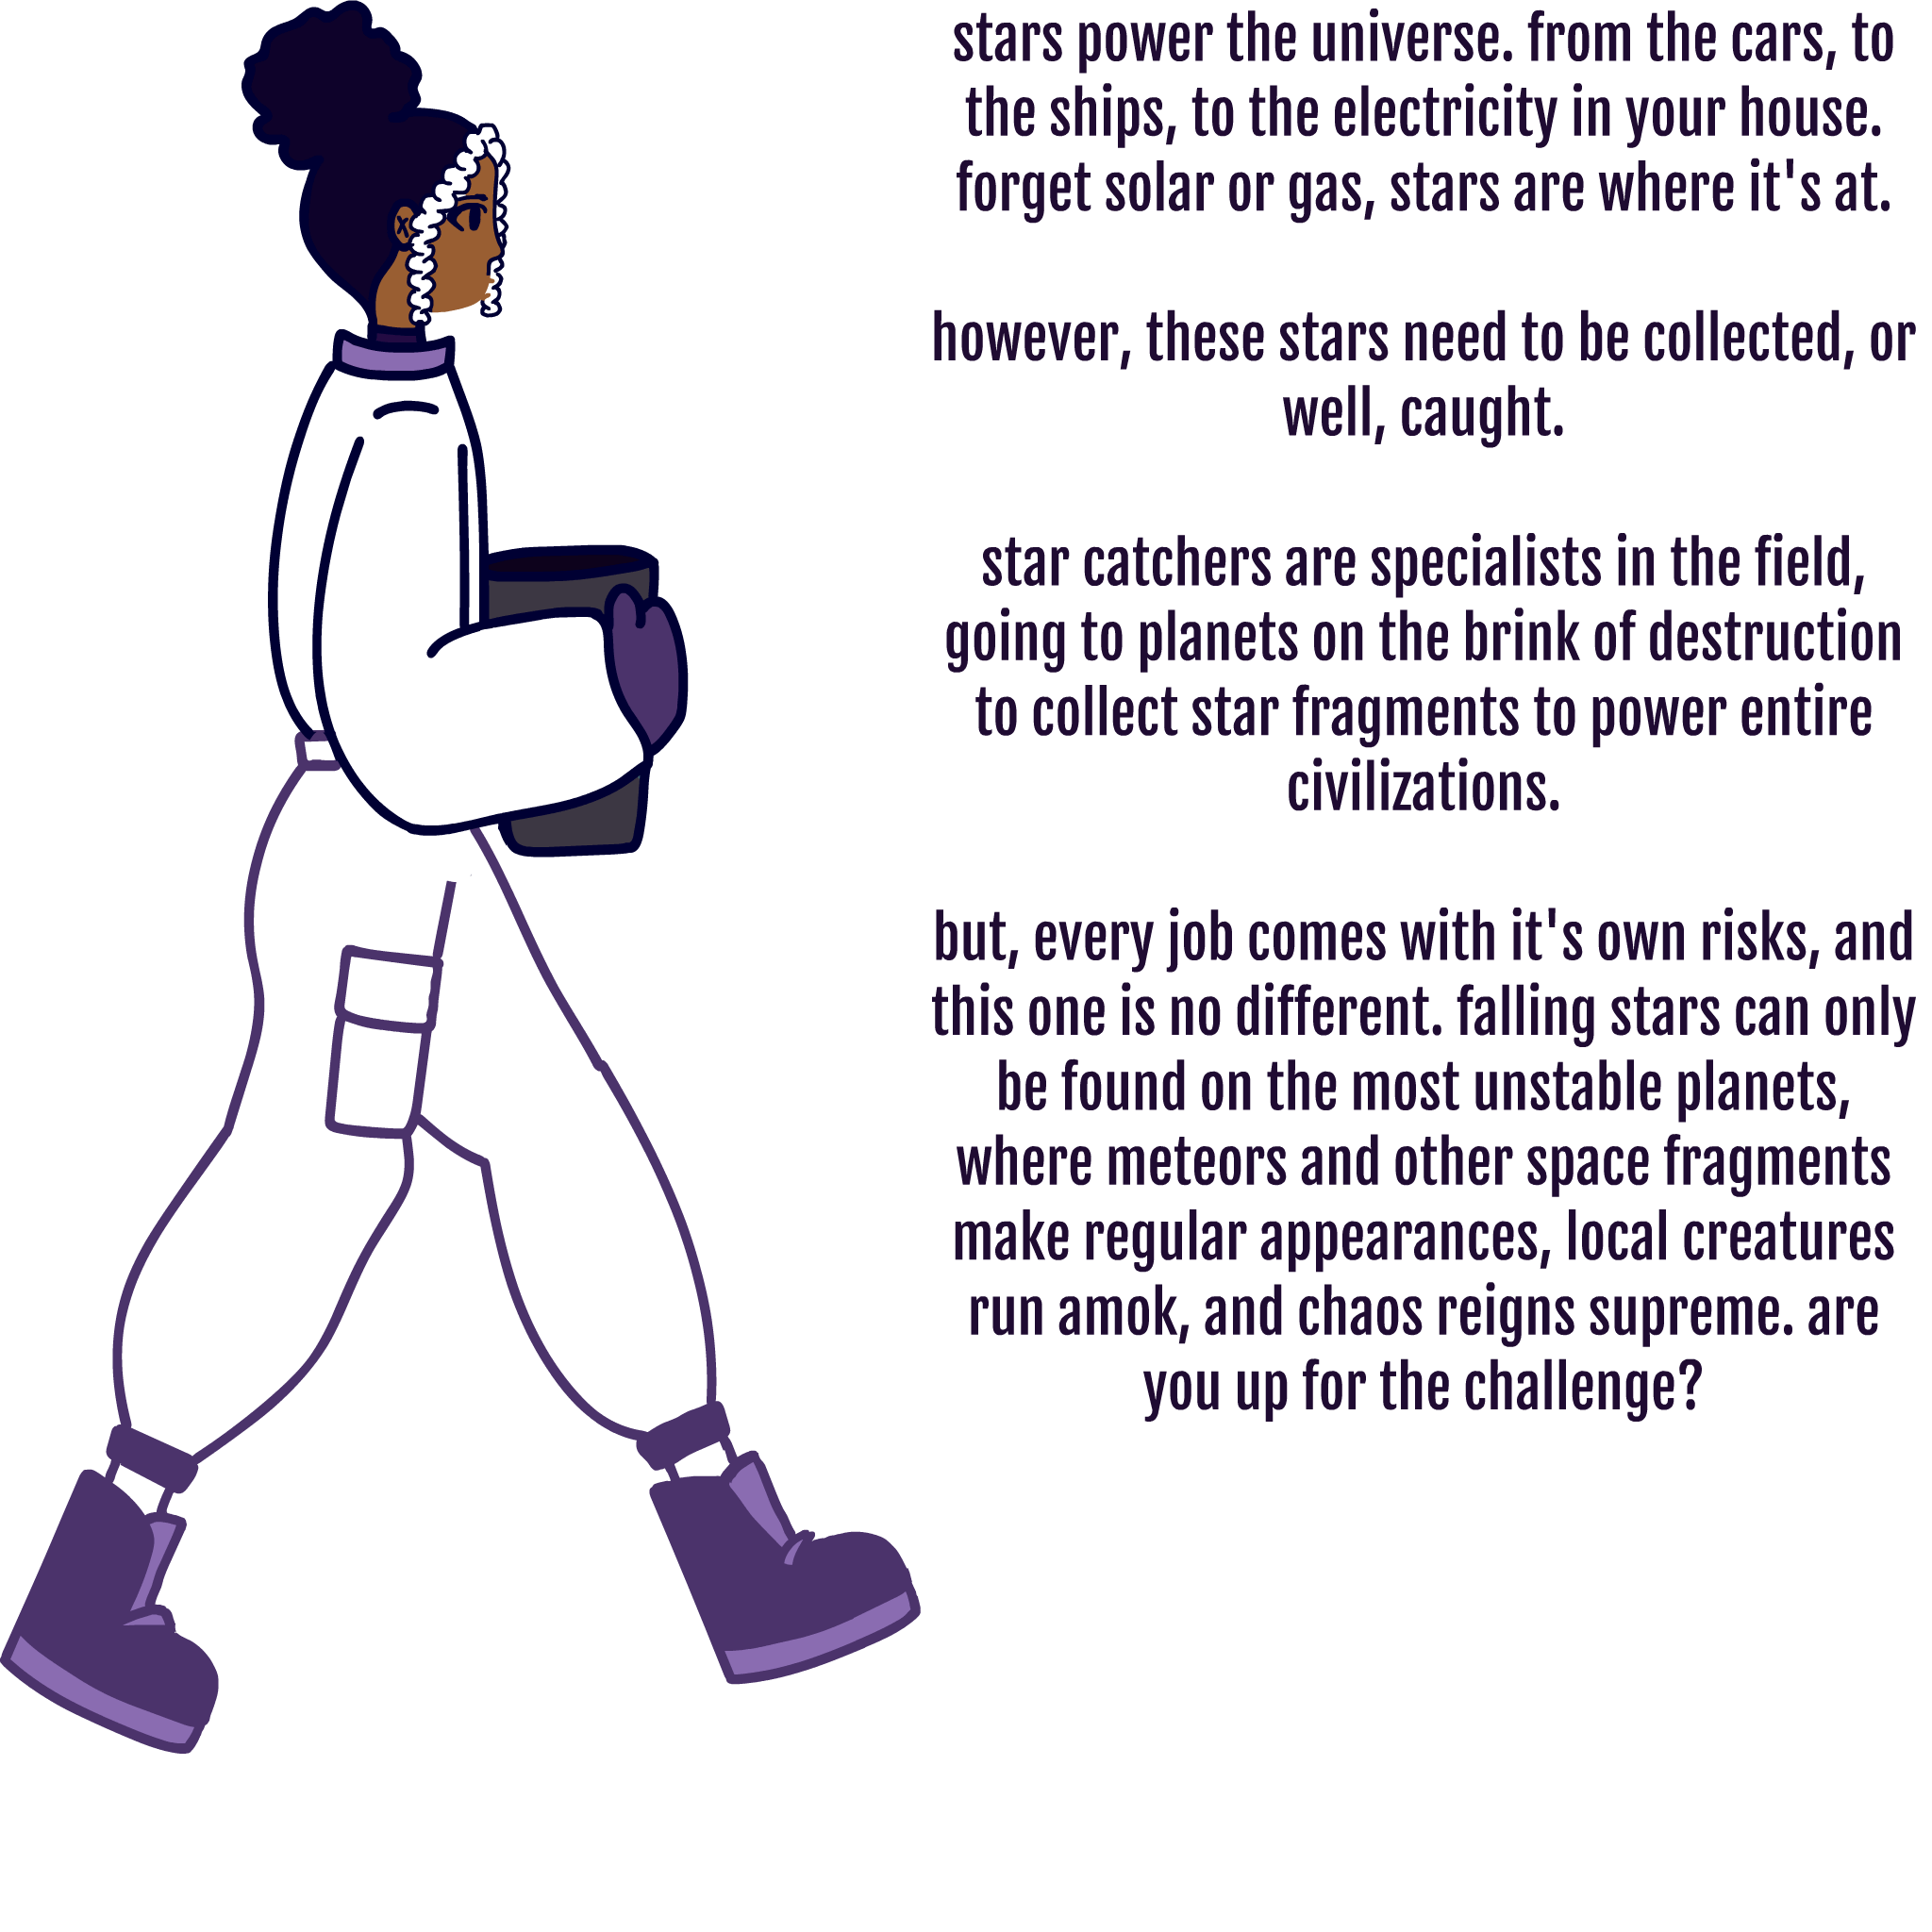 stars power the universe. from the cars, to
the ships, to the electricity in your house.
forget solar or gas, stars are where it's at.
however, these stars need to be collected, or
well, caught.
star catchers are specialists in the field,
going to planets on the brink of destruction
to collect star fragments to power entire
civilizations.
but, every job comes with it's own risks, and
this one is no different. falling stars can only
be found on the most unstable planets,
where meteors and other space fragments
make regular appearances, local creatures
run amok, and chaos reigns supreme. are
you up for the challenge?